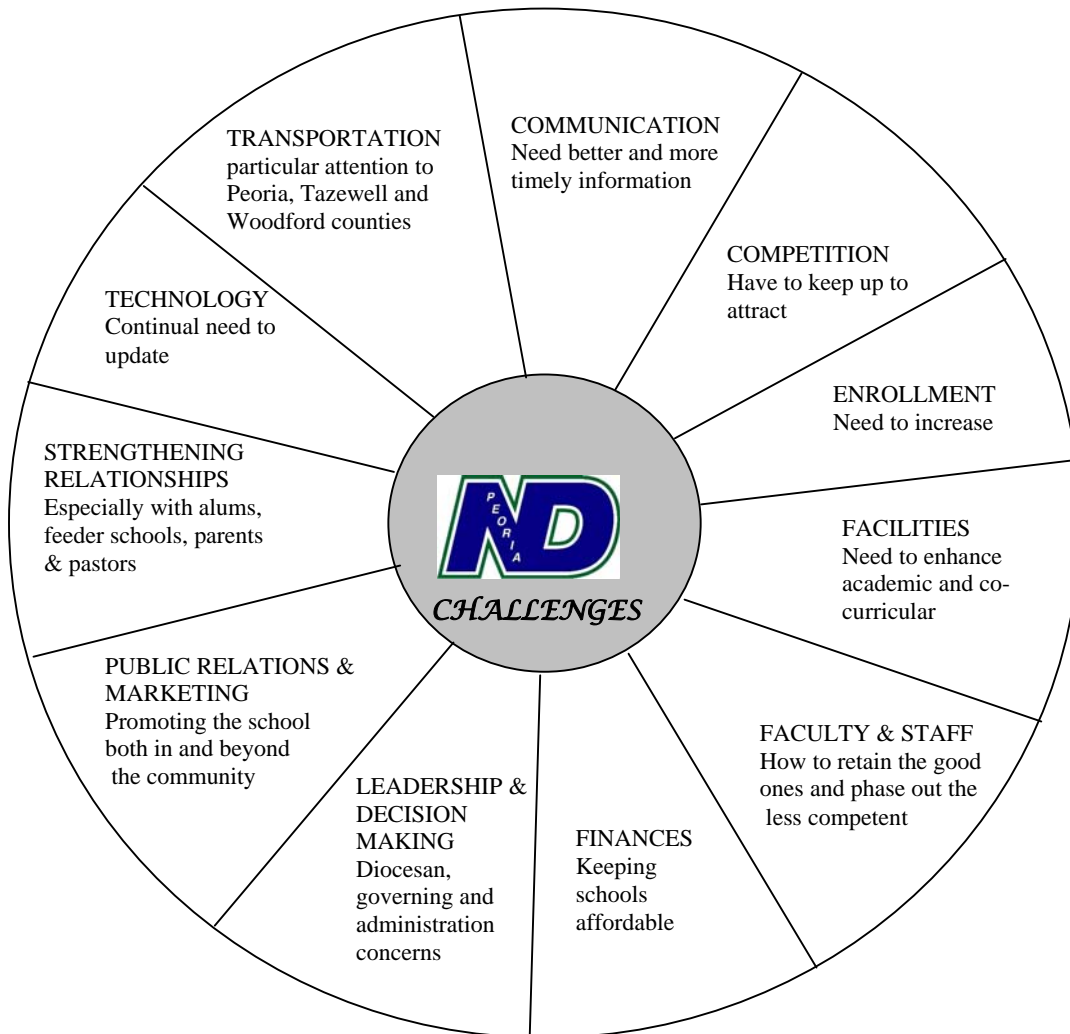 COMMUNICATION
Need better and more
timely information
COMPETITION
Have to keep up to
attract
ENROLLMENT
Need to increase
FACILITIES
Need to enhance
academic and co-
curricular
FACULTY & STAFF
How to retain the good
ones and phase out the
less competent
FINANCES
Keeping
schools
affordable
LEADERSHIP &
DECISION
MAKING
Diocesan,
governing and
administration
concerns
PUBLIC RELATIONS &
MARKETING
Promoting the school
both in and beyond
the community
STRENGTHENING
RELATIONSHIPS
Especially with alums,
feeder schools, parents
& pastors
TECHNOLOGY
Continual need to
update
TRANSPORTATION
particular attention to
Peoria, Tazewell and
Woodford counties
ND
PEORIA
CHALLENGES